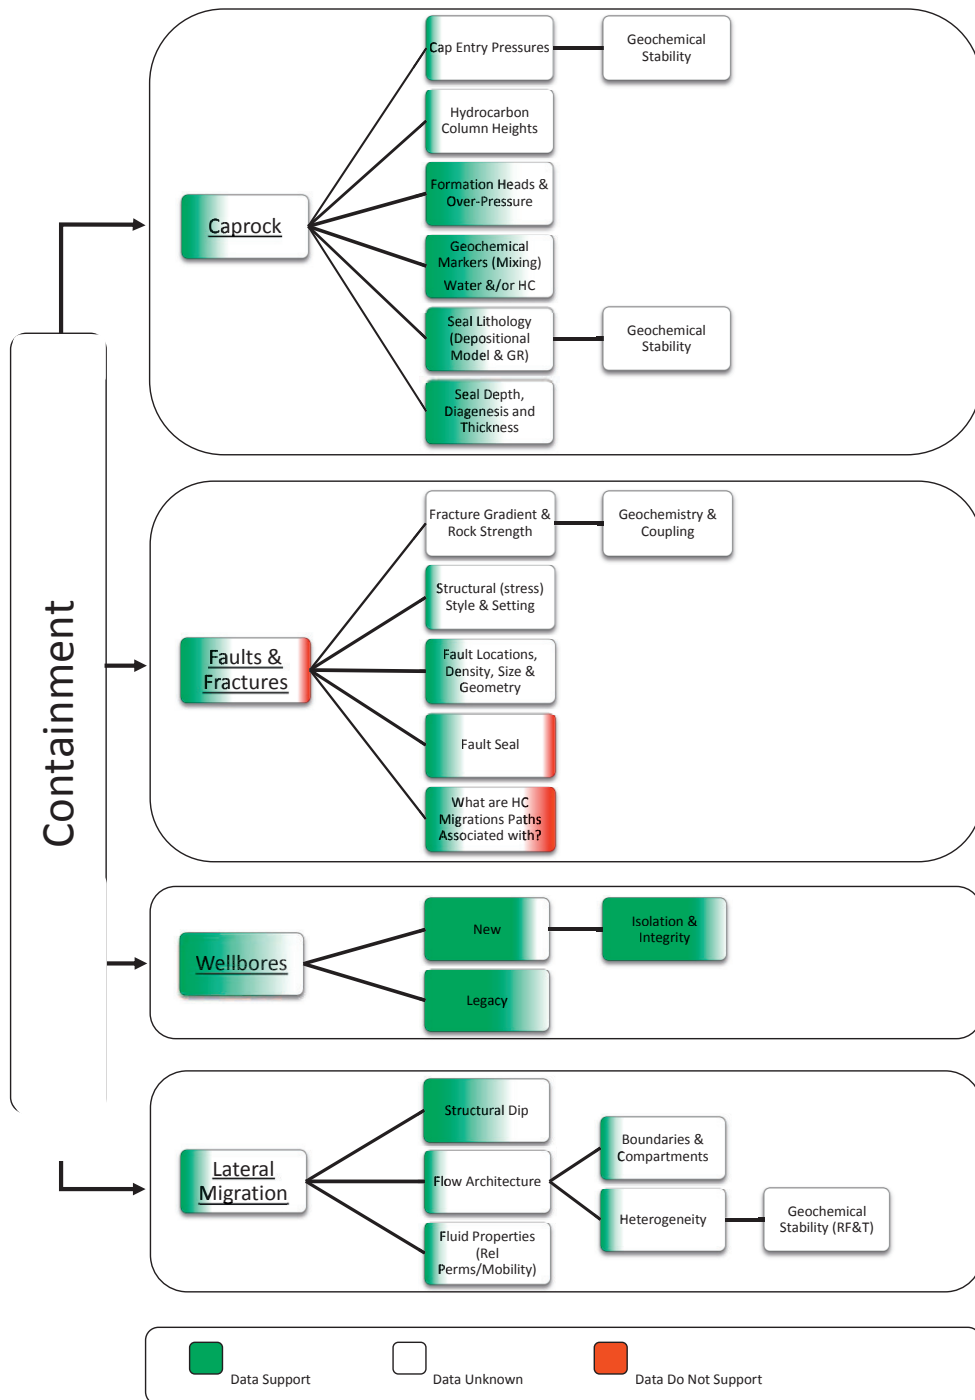 Containment
Caprock
Cap Entry Pressures
Geochemical
Stability
Hydrocarbon
Column Heights
Formation Heads &
Over-Pressure
Geochemical
Markers (Mixing)
Water &/or HC
Seal Lithology
(Depositional
Model & GR)
Geochemical
Stability
Seal Depth,
Diagenesis and
Thickness
Faults &
Fractures
Fracture Gradient &
Rock Strength
Geochemistry &
Coupling
Structural (stress)
Style & Setting
Fault Locations,
Density, Size &
Geometry
Fault Seal
What are HC
Migrations Paths
Associated with?
Wellbores
New
Isolation &
Integrity
Legacy
Lateral
Migration
Structural Dip
Flow Architecture
Boundaries &
Compartments
Heterogeneity
Geochemical
Stability (RF&T)
Fluid Properties
(Rel
Perms/Mobility)
Data Support
Data Unknown
Data Do Not Support